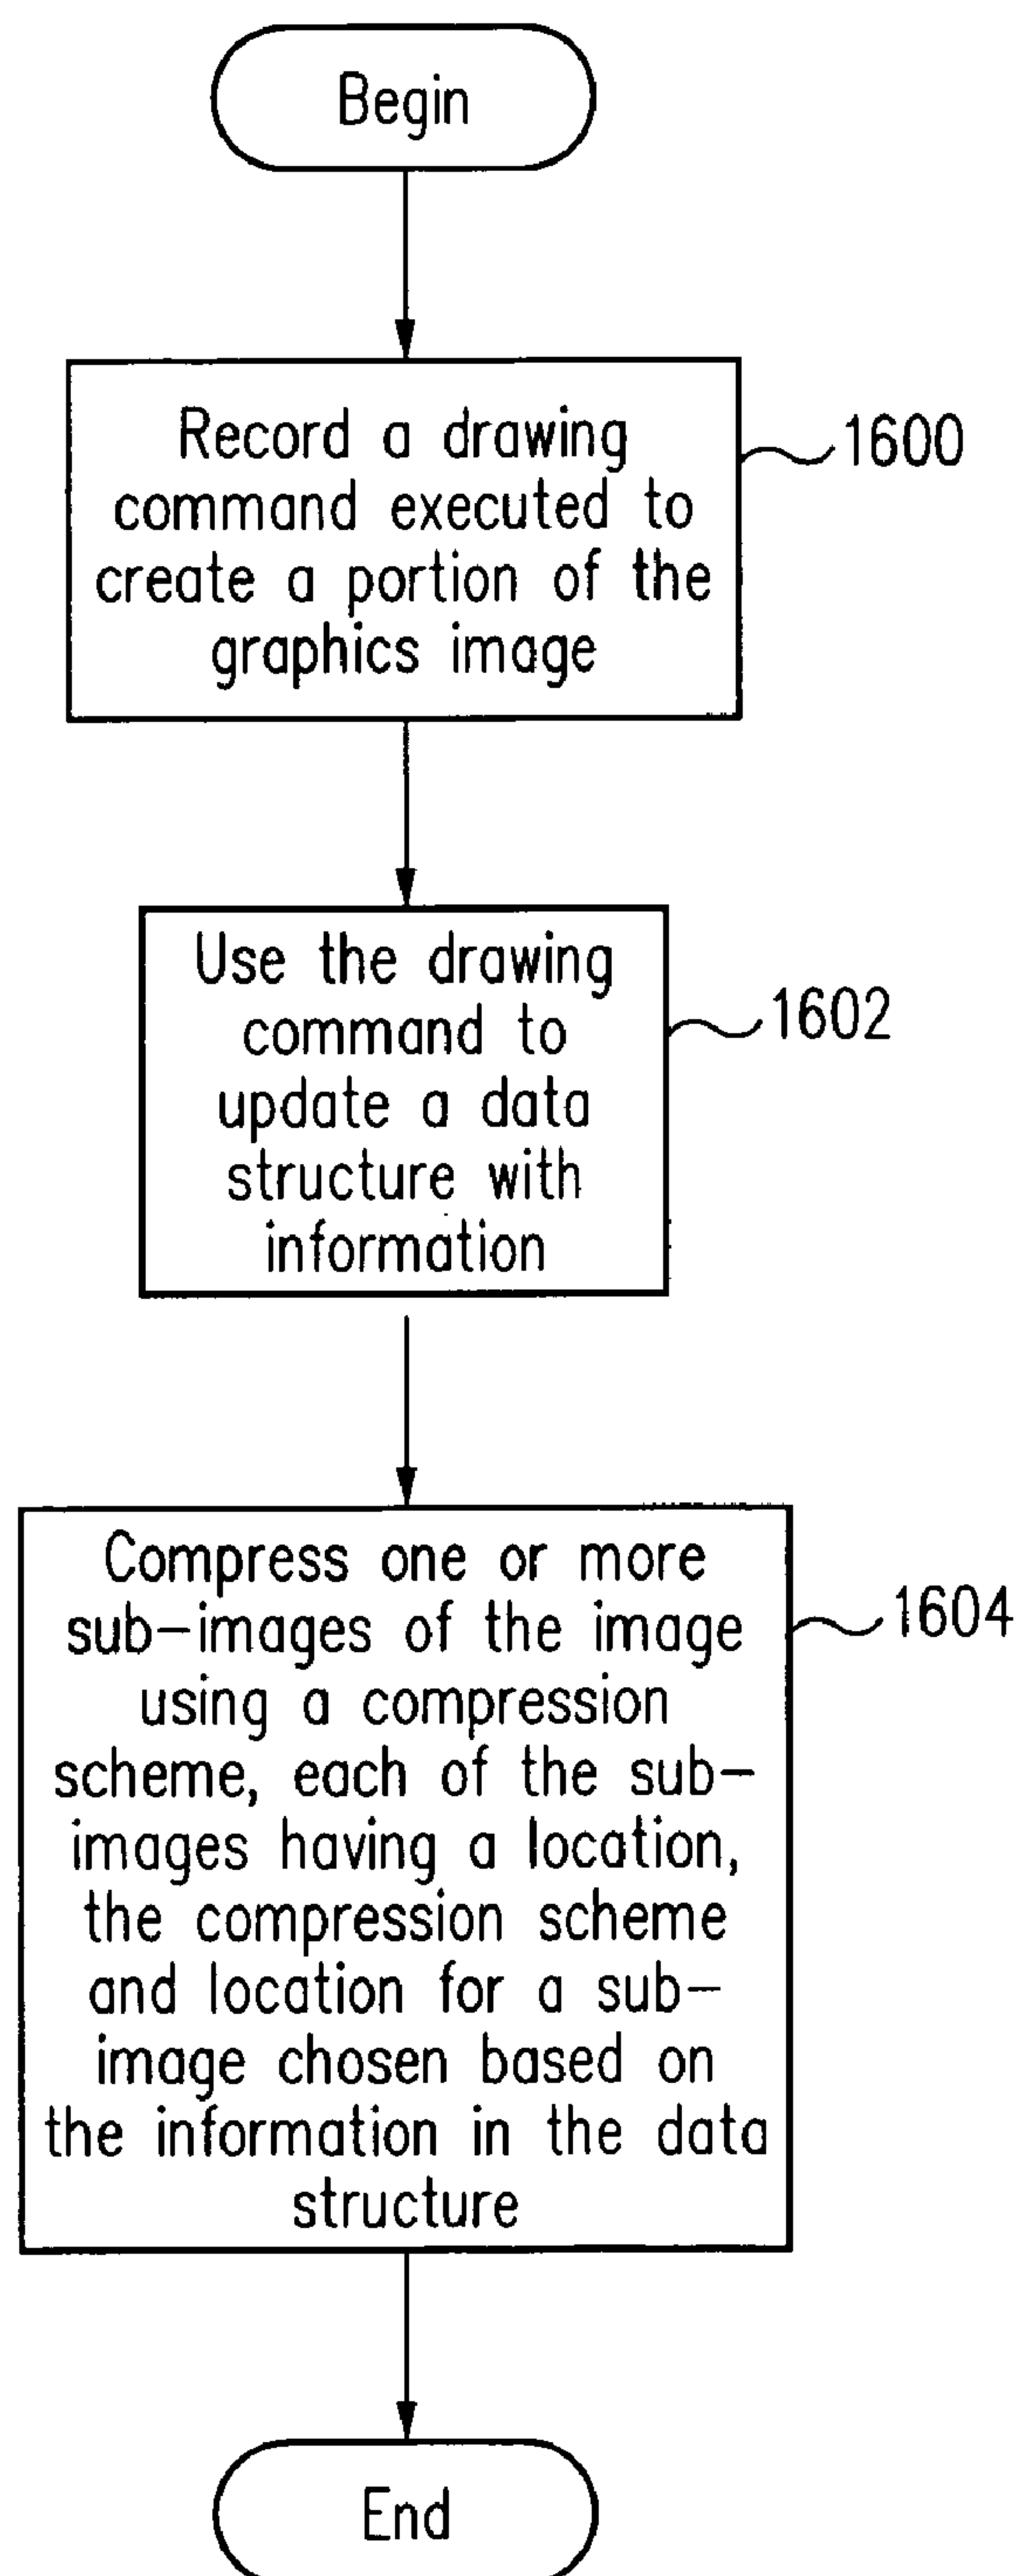 Begin
Record a drawing
command executed to
create a portion of the
graphics image
1600
Use the drawing
command to
update a data
structure with
information
1602
Compress one or more
sub-images of the image
using a compression
scheme, each of the sub-
images having a location,
the compression scheme
and location for a sub-
image chosen based on
the information in the data
structure
1604
End